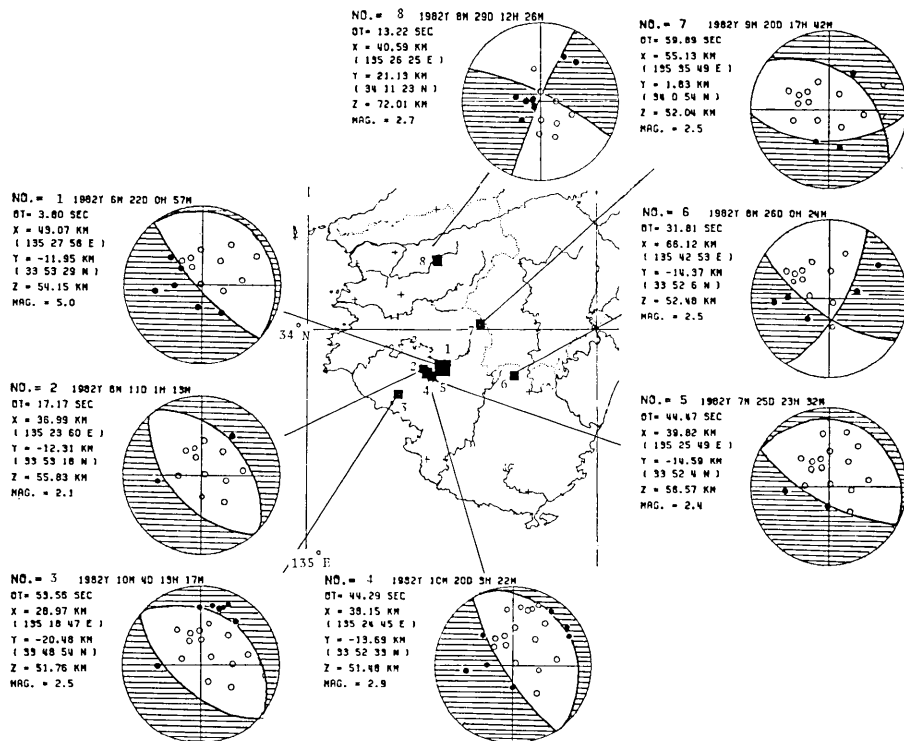 NO.= 8 1982Y 8M 29D 12H 26M
OT= 13.22 SEC
X = 40.59 KM
( 135 26 25 E )
Y = 21.13 KM
( 34 11 23 N )
Z = 72.01 KM
MAG. = 2.7
NO.= 7 1982Y 9M 20D 17H 42M
OT= 59.89 SEC
X = 55.13 KM
( 135 35 49 E )
Y = 1.83 KM
( 34 0 54 N )
Z = 52.04 KM
MAG. = 2.5
NO.= 1 1982Y 6M 22D 0H 57M
OT= 3.80 SEC
X = 43.07 KM
( 135 27 58 E )
Y = -11.95 KM
( 33 53 29 N )
Z = 54.15 KM
MAG. = 5.0
NO.= 6 1982Y 8M 26D 0H 24M
OT= 31.81 SEC
X = 66.12 KM
( 135 42 53 E )
Y = -14.37 KM
( 33 52 6 N )
Z = 52.48 KM
MAG. = 2.5
8
34°N
7
1
2
4
5
6
3
135°E
NO.= 2 1982Y 8M 11D 1H 13M
OT= 17.17 SEC
X = 36.99 KM
( 135 23 60 E )
Y = -12.31 KM
( 33 53 18 N )
Z = 55.83 KM
MAG. = 2.1
NO.= 5 1982Y 7M 25D 23H 32M
OT= 44.47 SEC
X = 39.82 KM
( 135 25 49 E )
Y = -14.59 KM
( 33 52 4 N )
Z = 56.57 KM
MAG. = 2.4
NO.= 3 1982Y 10M 4D 19H 17M
OT= 53.56 SEC
X = 28.97 KM
( 135 18 47 E )
Y = -20.48 KM
( 33 48 54 N )
Z = 51.76 KM
MAG. = 2.5
NO.= 4 1982Y 10M 20D 3H 22M
OT= 44.29 SEC
X = 38.15 KM
( 135 24 45 E )
Y = -13.69 KM
( 33 52 33 N )
Z = 51.48 KM
MAG. = 2.9